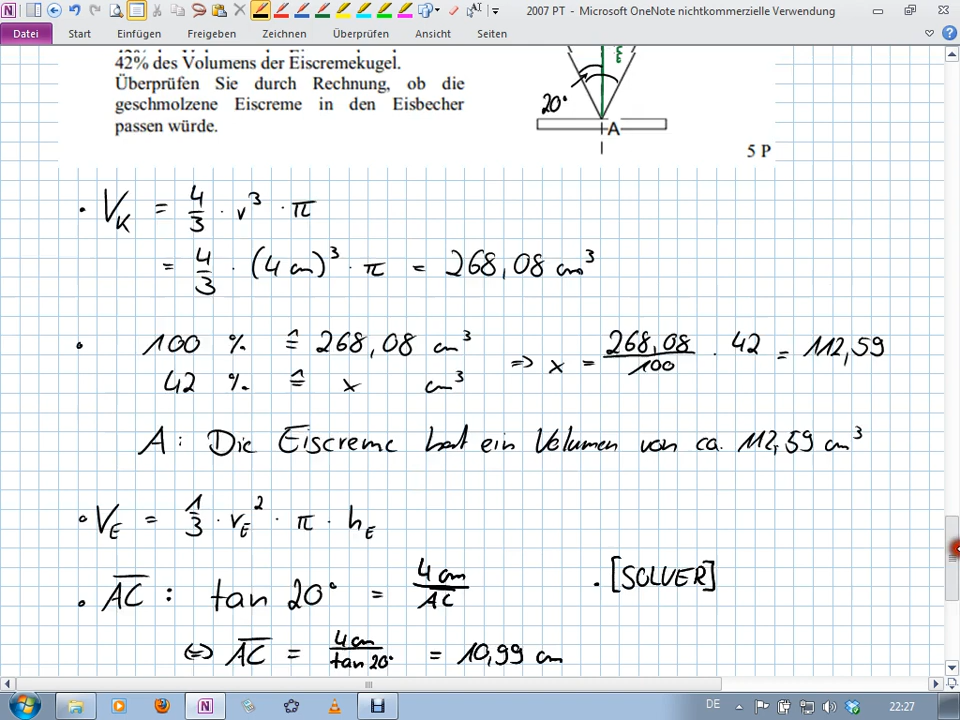 2007 PT - Microsoft OneNote nichtkommerzielle Verwendung
Datei Start Einfügen Freigeben Zeichnen Überprüfen Ansicht Seiten
42% des Volumens der Eiscremekugel.
Überprüfen Sie durch Rechnung, ob die
geschmolzene Eiscreme in den Eisbecher
passen würde.
20°
A
5 P
• V_K = 4/3 · r³ · π
= 4/3 · (4 cm)³ · π = 268,08 cm³
• 100 % ≙ 268,08 cm³
42 % ≙ x cm³
=> x = 268,08/100 · 42 = 112,59
A: Die Eiscreme hat ein Volumen von ca. 112,59 cm³
• V_E = 1/3 · r_E² · π · h_E
• A̅C̅ : tan 20° = 4 cm/A̅C̅
· [SOLVER]
⇔ A̅C̅ = 4 cm/tan 20° = 10,99 cm
DE 22:27